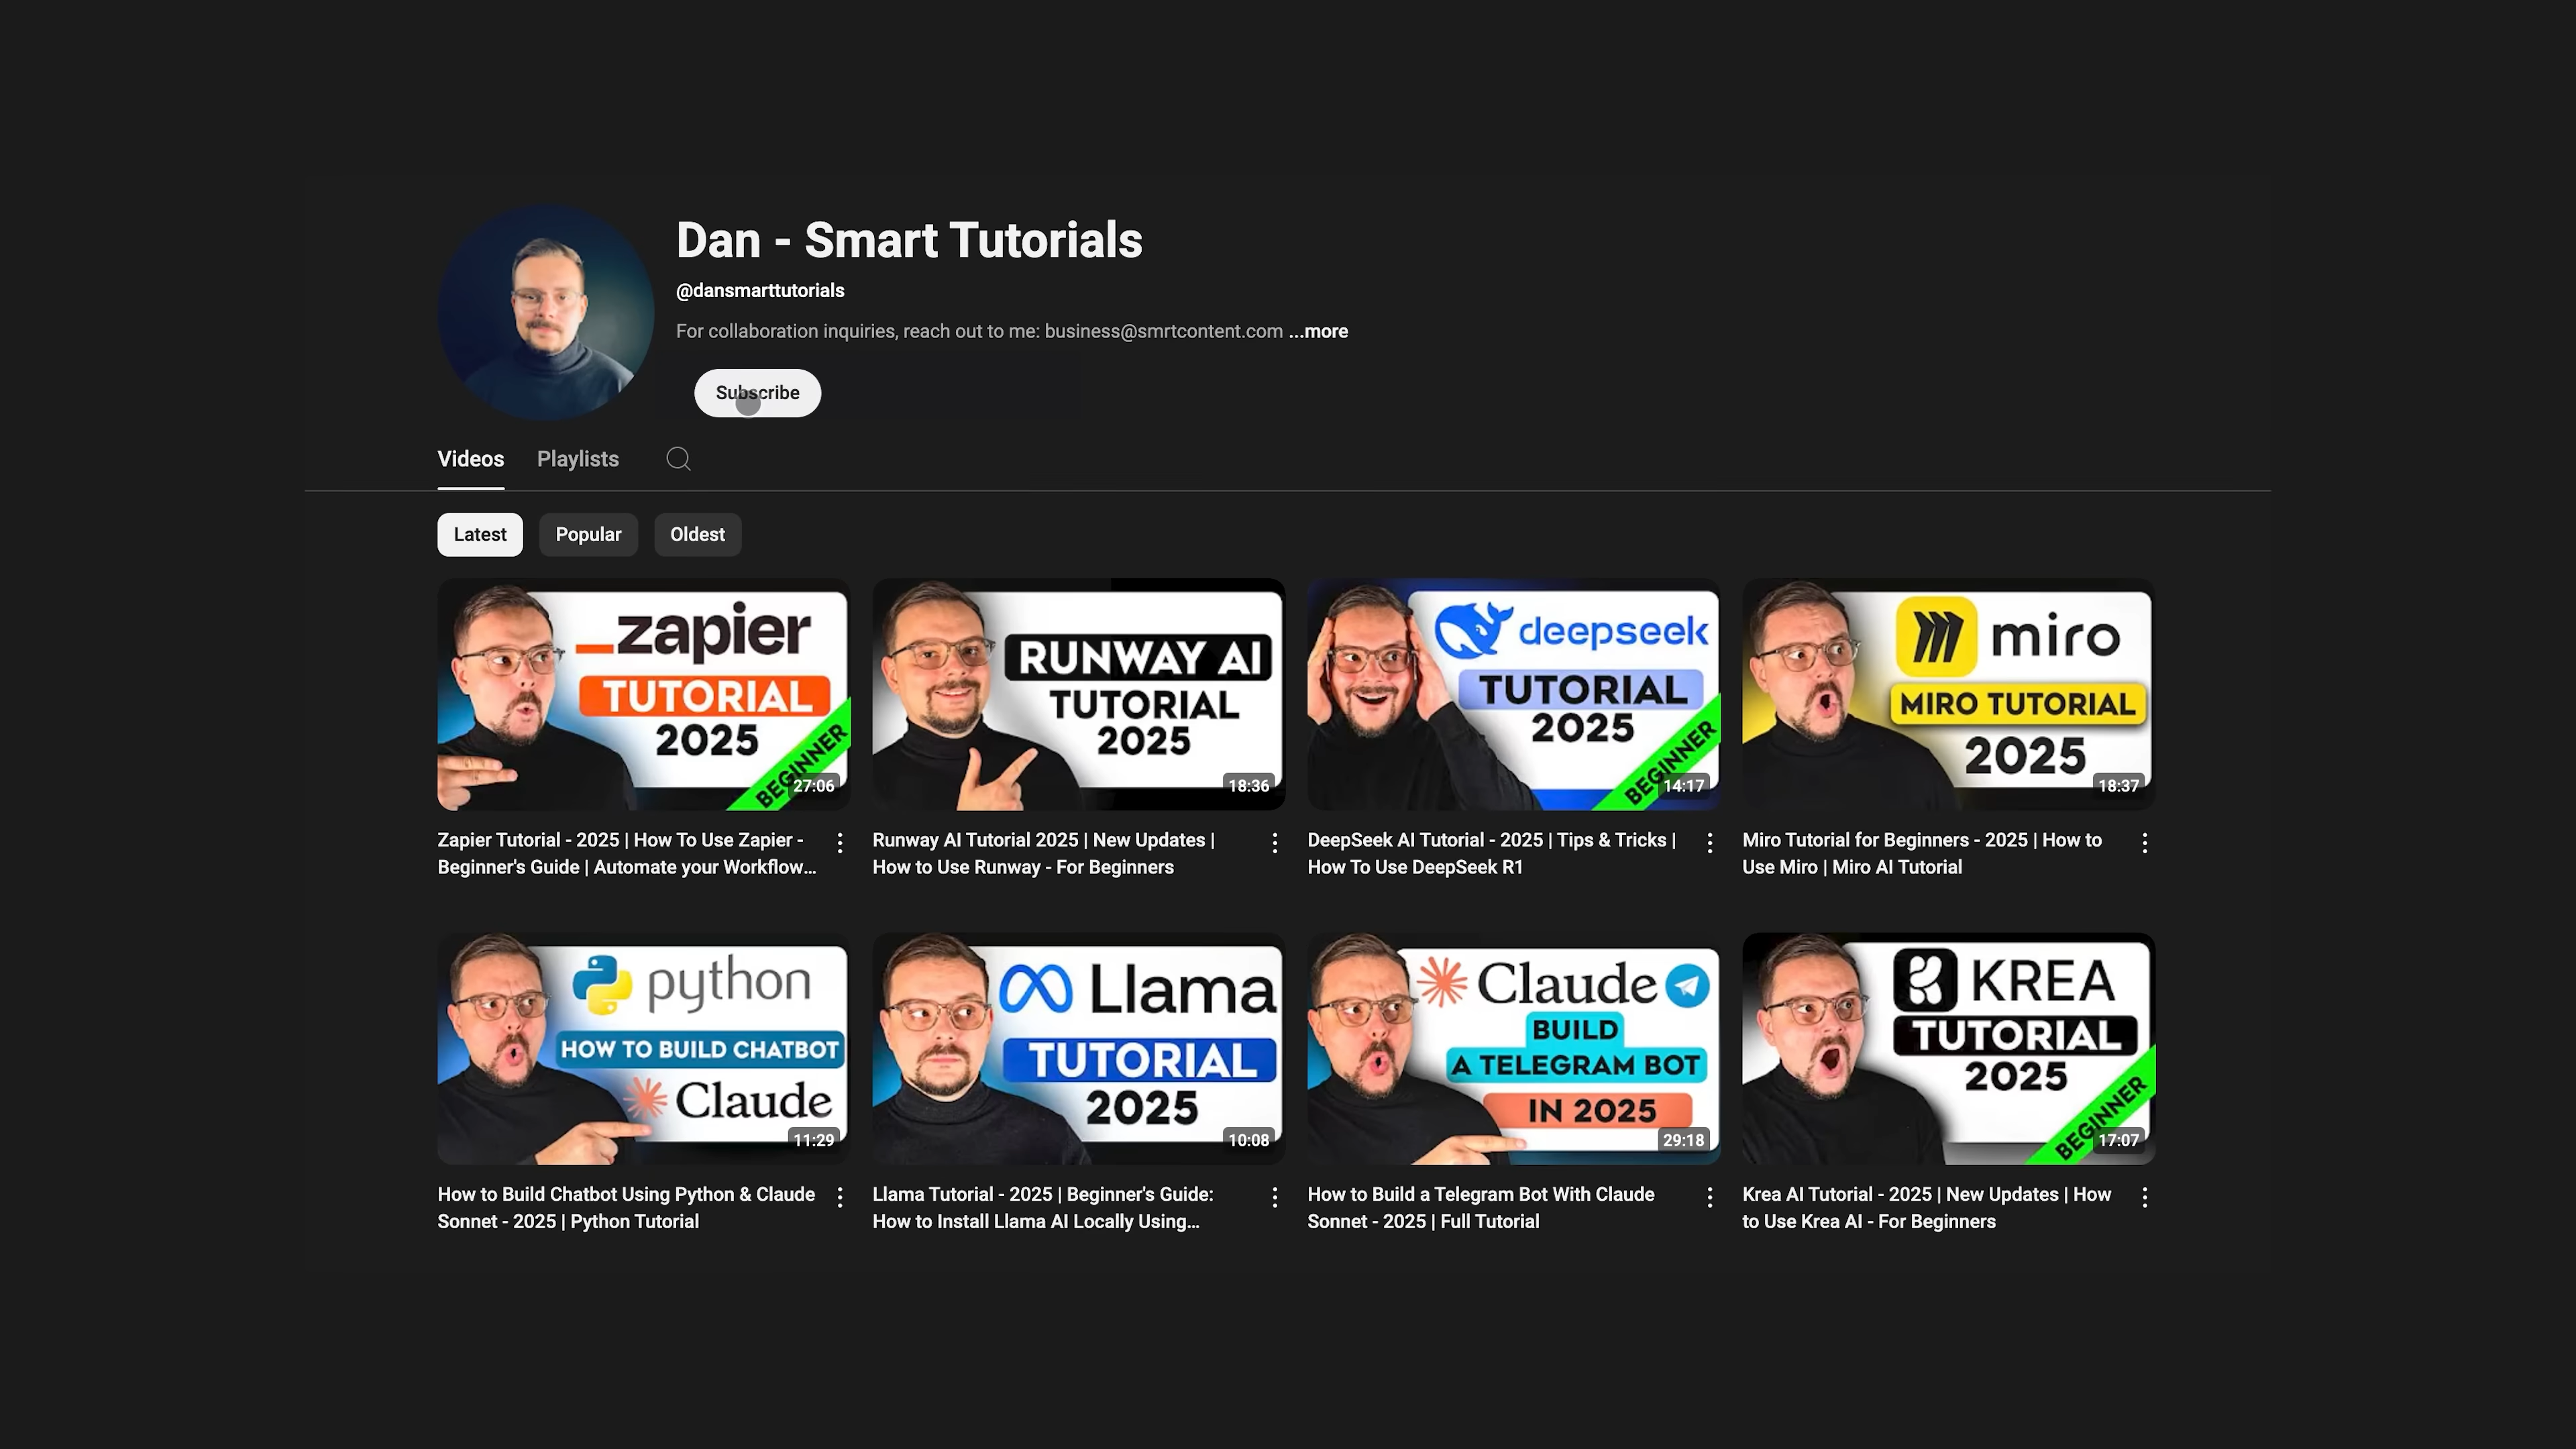 Dan - Smart Tutorials
@dansmarttutorials
For collaboration inquiries, reach out to me: business@smrtcontent.com ...more
Subscribe
Videos
Playlists
Latest
Popular
Oldest
_zapier
TUTORIAL
2025
BEGINNER
27:06
RUNWAY AI
TUTORIAL
2025
18:36
deepseek
TUTORIAL
2025
BEGINNER
14:17
miro
MIRO TUTORIAL
2025
18:37
Zapier Tutorial - 2025 | How To Use Zapier -
Beginner's Guide | Automate your Workflow...
Runway AI Tutorial 2025 | New Updates |
How to Use Runway - For Beginners
DeepSeek AI Tutorial - 2025 | Tips & Tricks |
How To Use DeepSeek R1
Miro Tutorial for Beginners - 2025 | How to
Use Miro | Miro AI Tutorial
python
HOW TO BUILD CHATBOT
Claude
11:29
Llama
TUTORIAL
2025
10:08
Claude
BUILD
A TELEGRAM BOT
IN 2025
29:18
KREA
TUTORIAL
2025
BEGINNER
17:07
How to Build Chatbot Using Python & Claude
Sonnet - 2025 | Python Tutorial
Llama Tutorial - 2025 | Beginner's Guide:
How to Install Llama AI Locally Using...
How to Build a Telegram Bot With Claude
Sonnet - 2025 | Full Tutorial
Krea AI Tutorial - 2025 | New Updates | How
to Use Krea AI - For Beginners